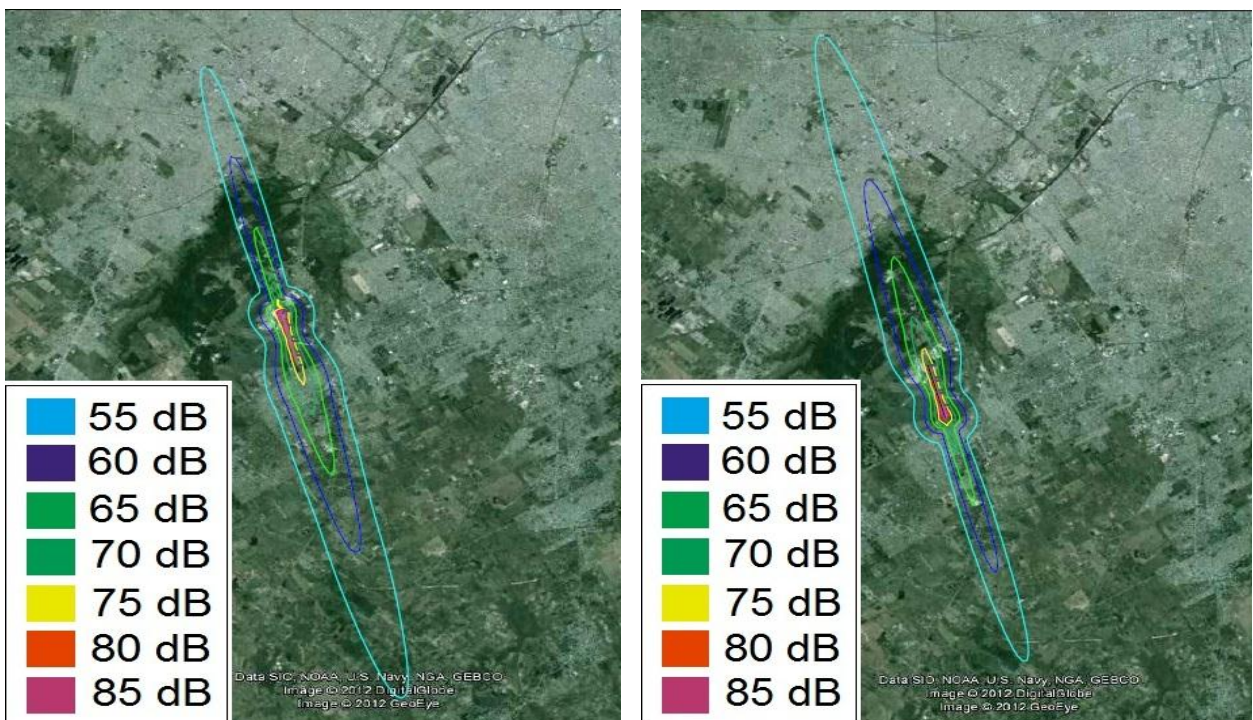 55 dB
60 dB
65 dB
70 dB
75 dB
80 dB
85 dB
Data SIO, NOAA, U.S. Navy, NGA, GEBCO
Image © 2012 DigitalGlobe
Image © 2012 GeoEye
55 dB
60 dB
65 dB
70 dB
75 dB
80 dB
85 dB
Data SIO, NOAA, U.S. Navy, NGA, GEBCO
Image © 2012 DigitalGlobe
Image © 2012 GeoEye